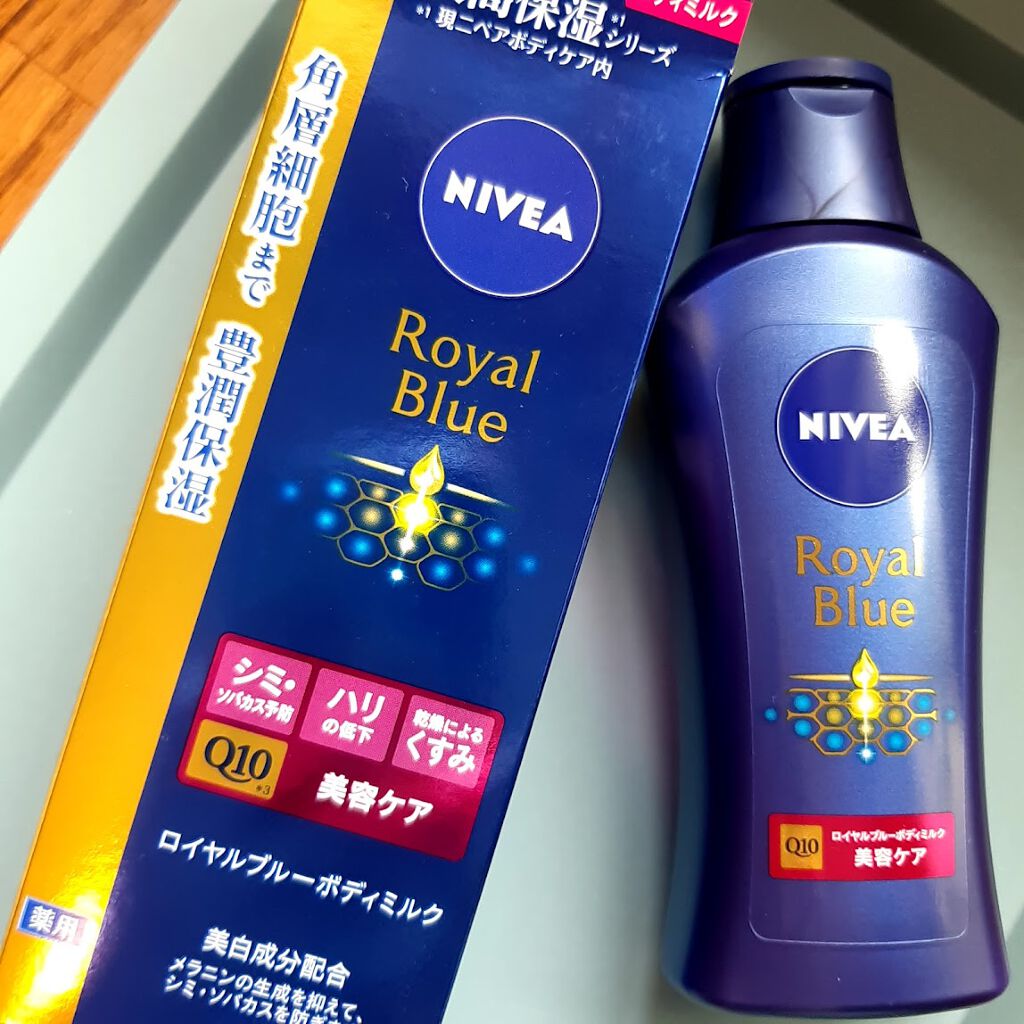 保湿*1シリーズ
*1 現ニベアボディケア内
ディミルク
角層細胞まで 豊潤保湿
NIVEA
Royal
Blue
シミ・
ソバカス予防
ハリ
の低下
乾燥による
くすみ
Q10
*3
美容ケア
ロイヤルブルーボディミルク
薬用
美白成分配合
メラニンの生成を抑えて、
シミ・ソバカスを防ぎ
NIVEA
Royal
Blue
Q10
ロイヤルブルーボディミルク
美容ケア